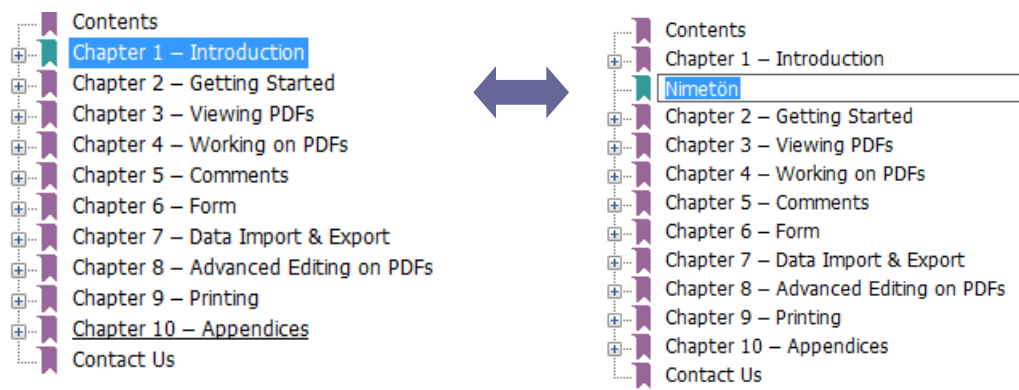 Contents
Chapter 1 – Introduction
Chapter 2 – Getting Started
Chapter 3 – Viewing PDFs
Chapter 4 – Working on PDFs
Chapter 5 – Comments
Chapter 6 – Form
Chapter 7 – Data Import & Export
Chapter 8 – Advanced Editing on PDFs
Chapter 9 – Printing
Chapter 10 – Appendices
Contact Us
Contents
Chapter 1 – Introduction
Nimetön
Chapter 2 – Getting Started
Chapter 3 – Viewing PDFs
Chapter 4 – Working on PDFs
Chapter 5 – Comments
Chapter 6 – Form
Chapter 7 – Data Import & Export
Chapter 8 – Advanced Editing on PDFs
Chapter 9 – Printing
Chapter 10 – Appendices
Contact Us